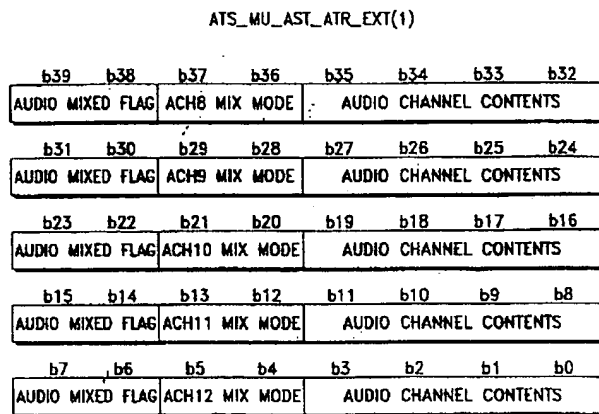 ATS_MU_AST_ATR_EXT(1)
b39 b38 b37 b36 b35 b34 b33 b32
AUDIO MIXED FLAG ACH8 MIX MODE AUDIO CHANNEL CONTENTS
b31 b30 b29 b28 b27 b26 b25 b24
AUDIO MIXED FLAG ACH9 MIX MODE AUDIO CHANNEL CONTENTS
b23 b22 b21 b20 b19 b18 b17 b16
AUDIO MIXED FLAG ACH10 MIX MODE AUDIO CHANNEL CONTENTS
b15 b14 b13 b12 b11 b10 b9 b8
AUDIO MIXED FLAG ACH11 MIX MODE AUDIO CHANNEL CONTENTS
b7 b6 b5 b4 b3 b2 b1 b0
AUDIO MIXED FLAG ACH12 MIX MODE AUDIO CHANNEL CONTENTS